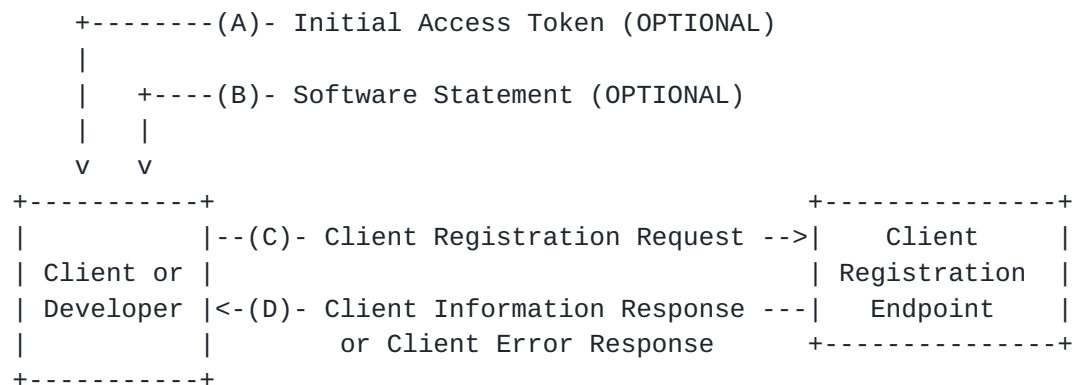 (A)- Initial Access Token (OPTIONAL)
(B)- Software Statement (OPTIONAL)
(C)- Client Registration Request
Client
Client or
Registration
Developer
(D)- Client Information Response
Endpoint
or Client Error Response